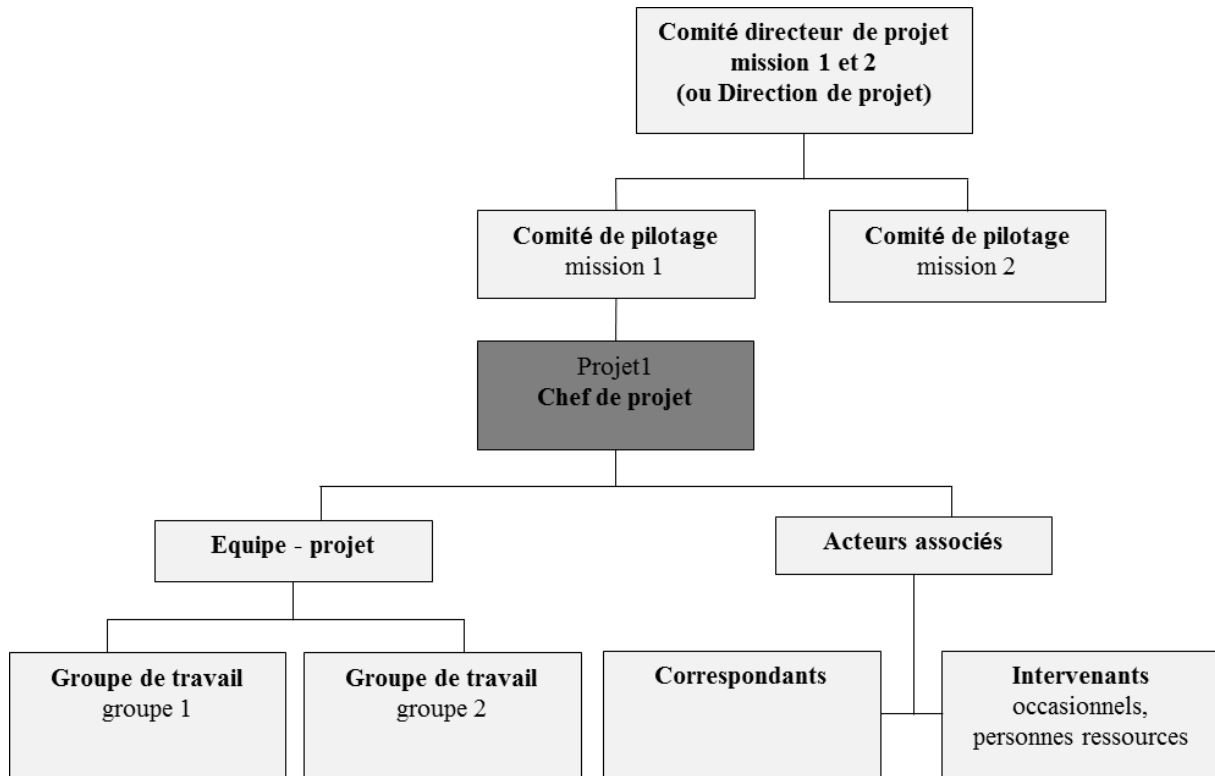 Comité directeur de projet
mission 1 et 2
(ou Direction de projet)
Comité de pilotage
mission 1
Comité de pilotage
mission 2
Projet1
Chef de projet
Equipe - projet
Acteurs associés
Groupe de travail
groupe 1
Groupe de travail
groupe 2
Correspondants
Intervenants
occasionnels,
personnes ressources